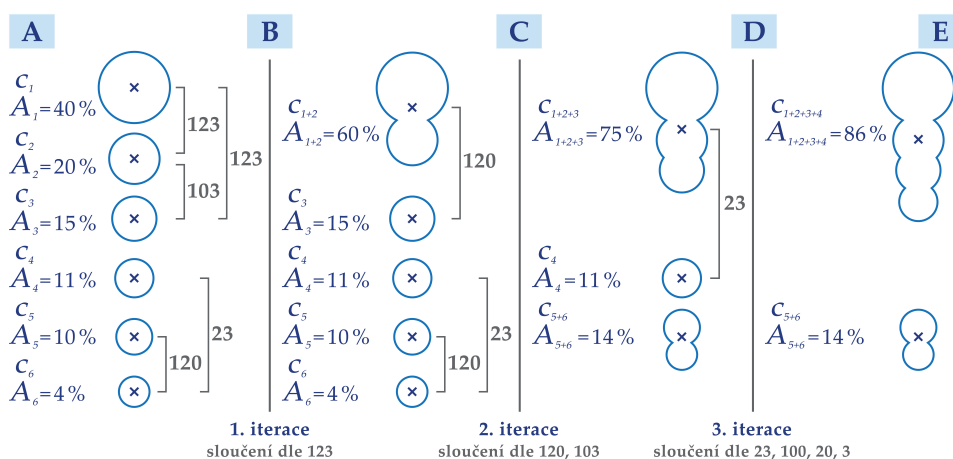 A
B
C
D
E
c₁
A₁=40 %
c₂
A₂=20 %
c₃
A₃=15 %
c₄
A₄=11 %
c₅
A₅=10 %
c₆
A₆=4 %
123
103
123
23
120
c₁₊₂
A₁₊₂=60 %
c₃
A₃=15 %
c₄
A₄=11 %
c₅
A₅=10 %
c₆
A₆=4 %
120
23
120
c₁₊₂₊₃
A₁₊₂₊₃=75 %
c₄
A₄=11 %
c₅₊₆
A₅₊₆=14 %
23
c₁₊₂₊₃₊₄
A₁₊₂₊₃₊₄=86 %
c₅₊₆
A₅₊₆=14 %
1. iterace
sloučení dle 123
2. iterace
sloučení dle 120, 103
3. iterace
sloučení dle 23, 100, 20, 3